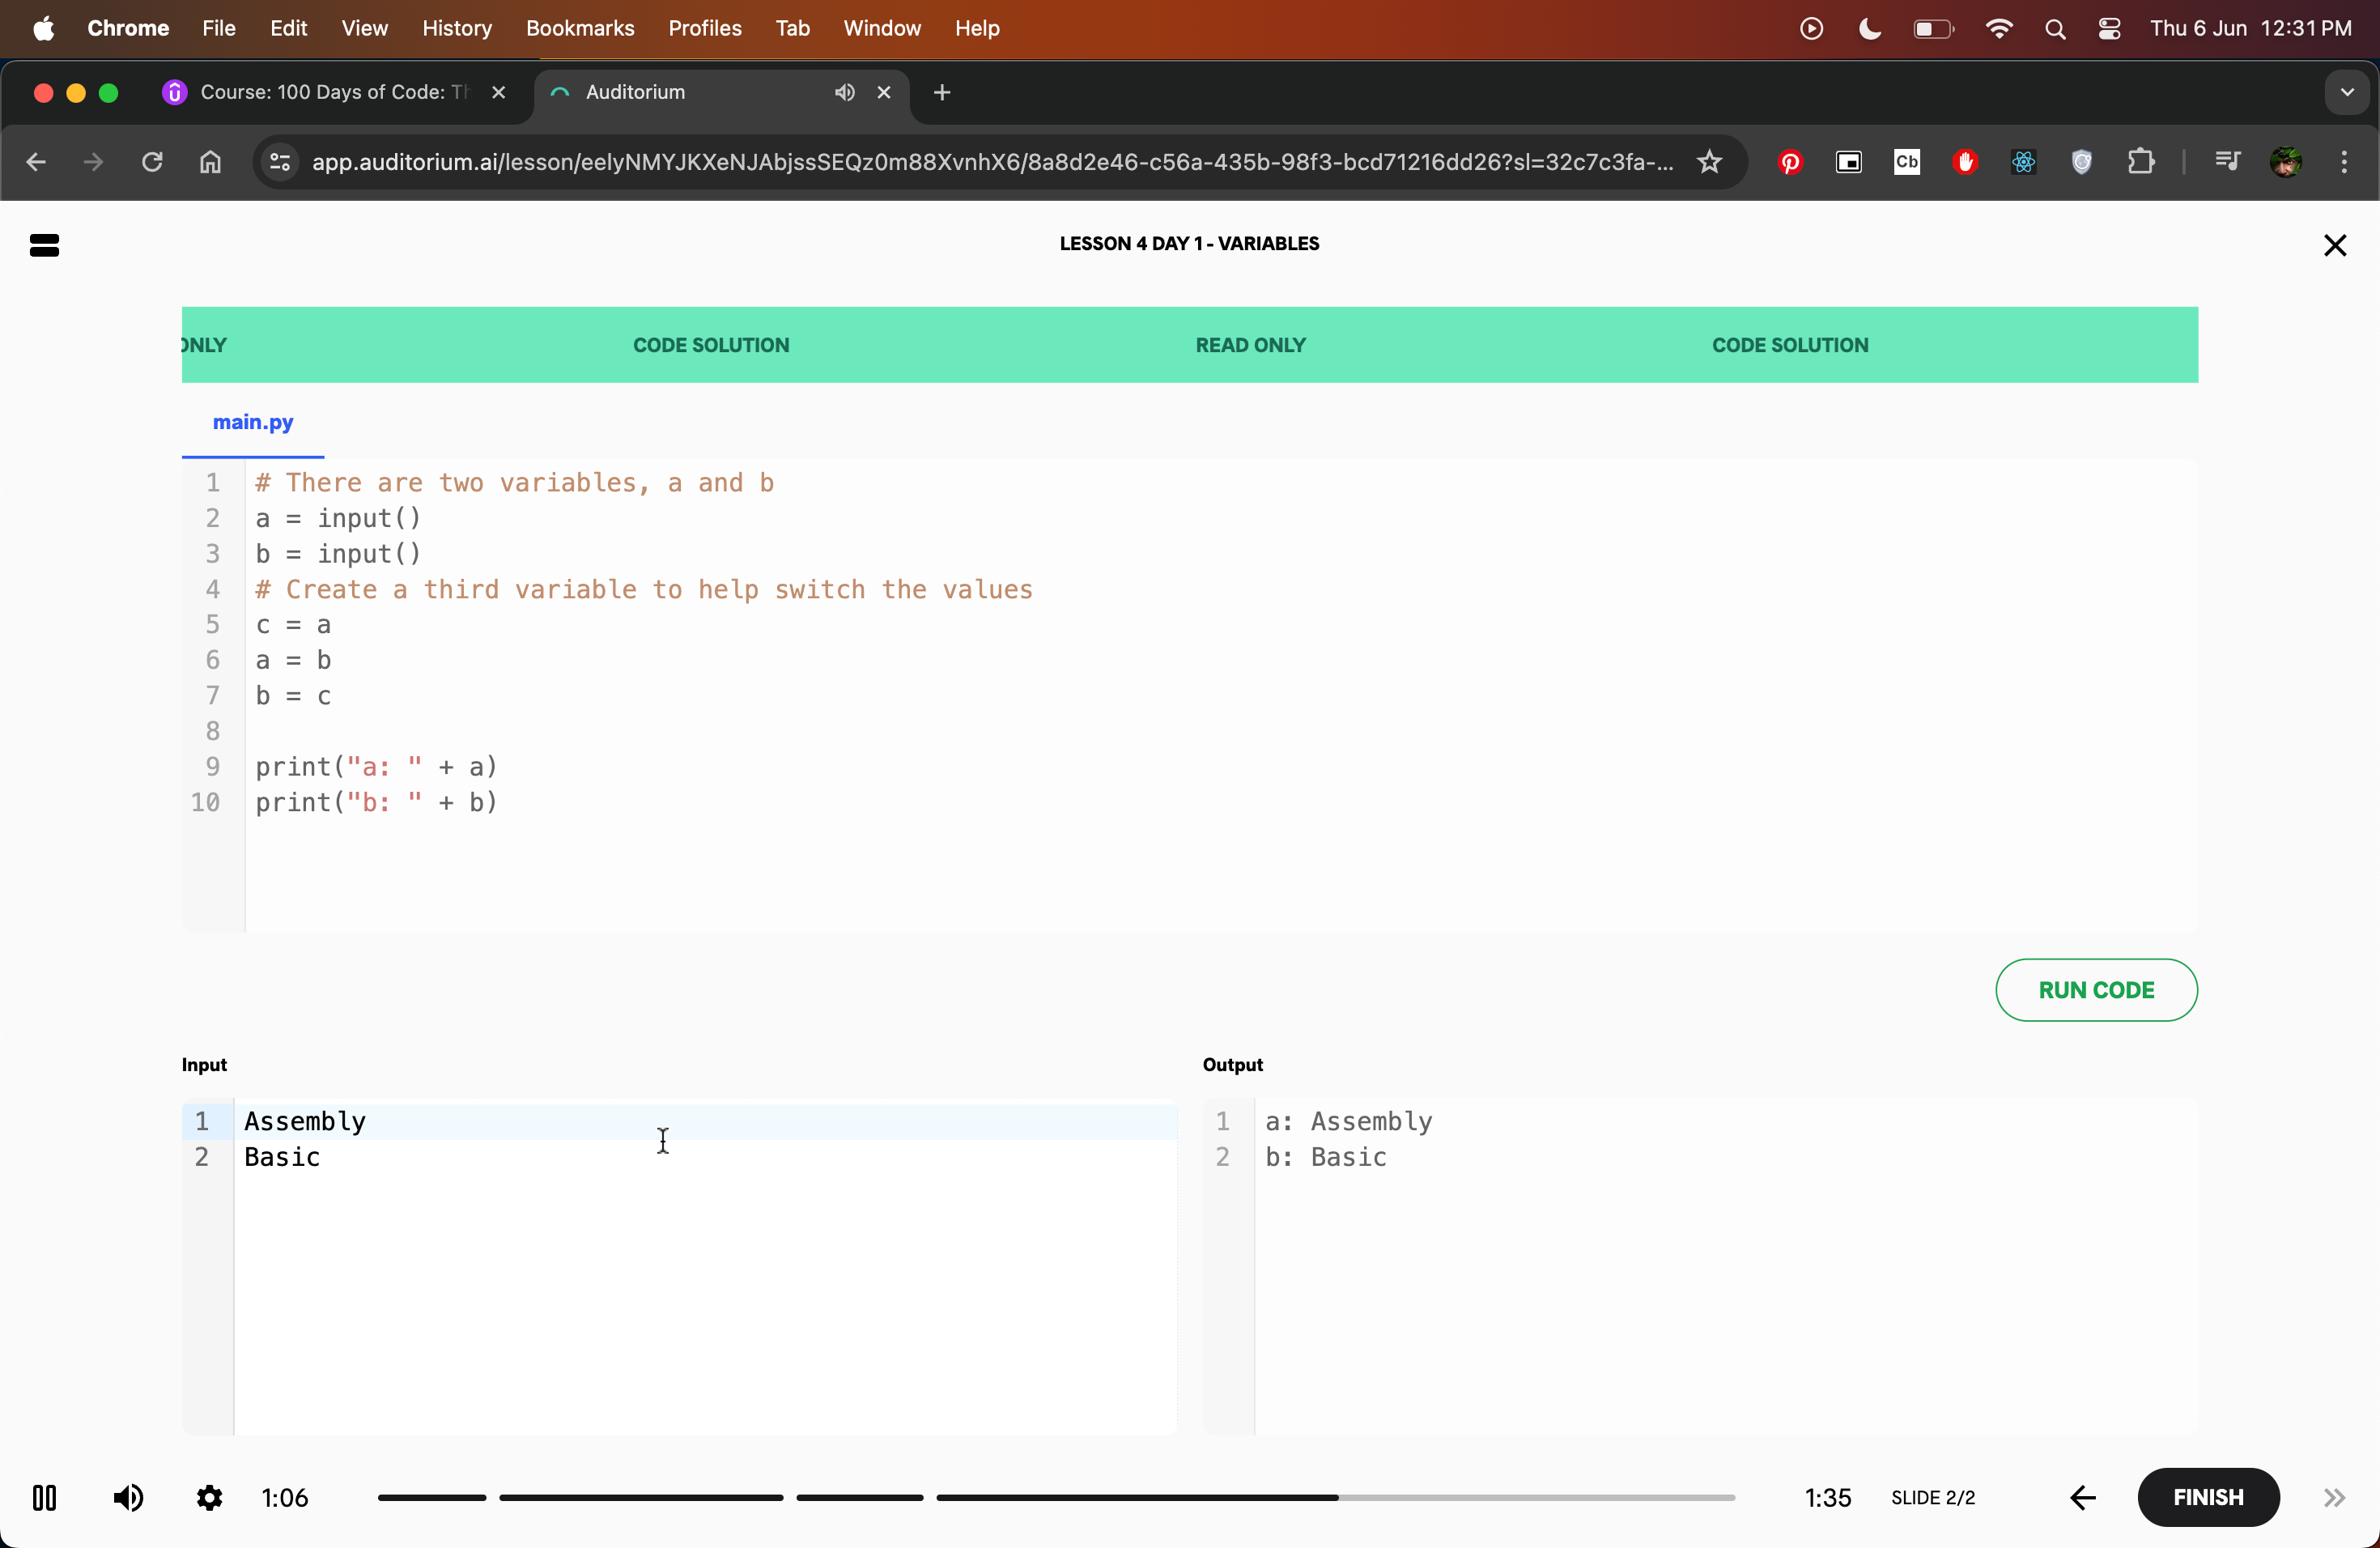 Chrome File Edit View History Bookmarks Profiles Tab Window Help Thu 6 Jun 12:31 PM
Course: 100 Days of Code: Th Auditorium
app.auditorium.ai/lesson/eelyNMYJKXeNJAbjssSEQz0m88XvnhX6/8a8d2e46-c56a-435b-98f3-bcd71216dd26?sl=32c7c3fa-... Cb
LESSON 4 DAY 1 - VARIABLES
ONLY CODE SOLUTION READ ONLY CODE SOLUTION
main.py
1 # There are two variables, a and b
2 a = input()
3 b = input()
4 # Create a third variable to help switch the values
5 c = a
6 a = b
7 b = c
8
9 print("a: " + a)
10 print("b: " + b)
RUN CODE
Input
1 Assembly
2 Basic
Output
1 a: Assembly
2 b: Basic
1:06 1:35 SLIDE 2/2 FINISH